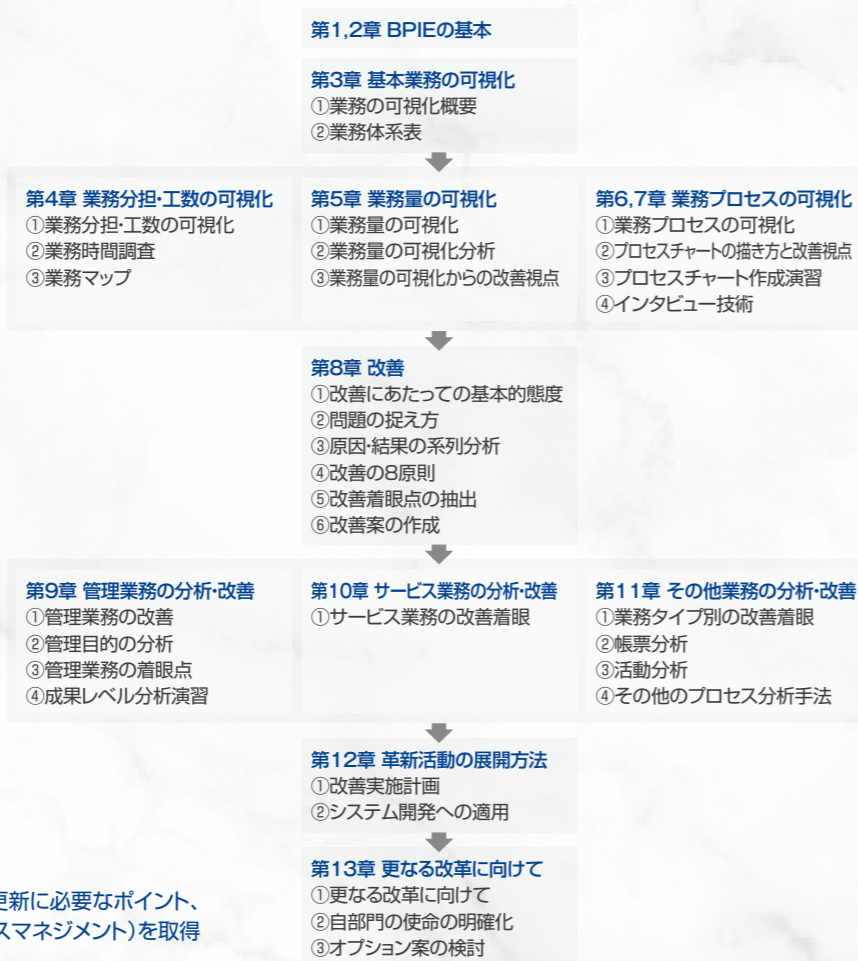 第1,2章 BPIEの基本
第3章 基本業務の可視化
①業務の可視化概要
②業務体系表
第4章 業務分担･工数の可視化
①業務分担･工数の可視化
②業務時間調査
③業務マップ
第5章 業務量の可視化
①業務量の可視化
②業務量の可視化分析
③業務量の可視化からの改善視点
第6,7章 業務プロセスの可視化
①業務プロセスの可視化
②プロセスチャートの描き方と改善視点
③プロセスチャート作成演習
④インタビュー技術
第8章 改善
①改善にあたっての基本的態度
②問題の捉え方
③原因･結果の系列分析
④改善の8原則
⑤改善着眼点の抽出
⑥改善案の作成
第9章 管理業務の分析･改善
①管理業務の改善
②管理目的の分析
③管理業務の着眼点
④成果レベル分析演習
第10章 サービス業務の分析･改善
①サービス業務の改善着眼
第11章 その他業務の分析･改善
①業務タイプ別の改善着眼
②帳票分析
③活動分析
④その他のプロセス分析手法
第12章 革新活動の展開方法
①改善実施計画
②システム開発への適用
第13章 更なる改革に向けて
①更なる改革に向けて
②自部門の使命の明確化
③オプション案の検討
更新に必要なポイント、
スマネジメント)を取得